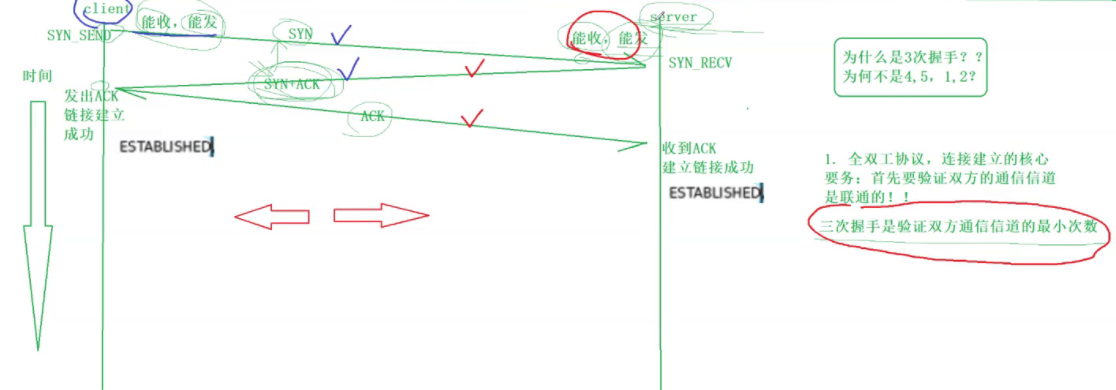 client
server
能收，能发
SYN_SEND
SYN
能收，能发
SYN_RECV
为什么是3次握手？？
为何不是4,5, 1,2?
时间
SYN+ACK
发出ACK
链接建立
成功
ACK
ESTABLISHED
收到ACK
建立链接成功
ESTABLISHED
1. 全双工协议，连接建立的核心
要务：首先要验证双方的通信信道
是联通的！！
三次握手是验证双方通信信道的最小次数